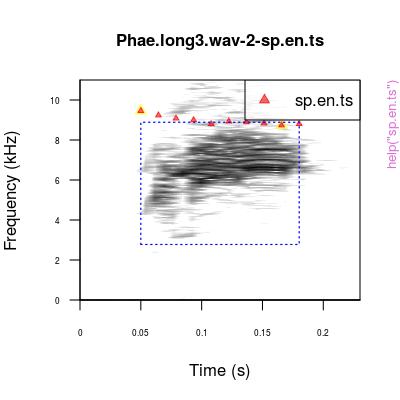 Phae.long3.wav-2-sp.en.ts
sp.en.ts
help("sp.en.ts")
Frequency (kHz)
10
8
6
4
2
0
0
0.05
0.1
0.15
0.2
Time (s)